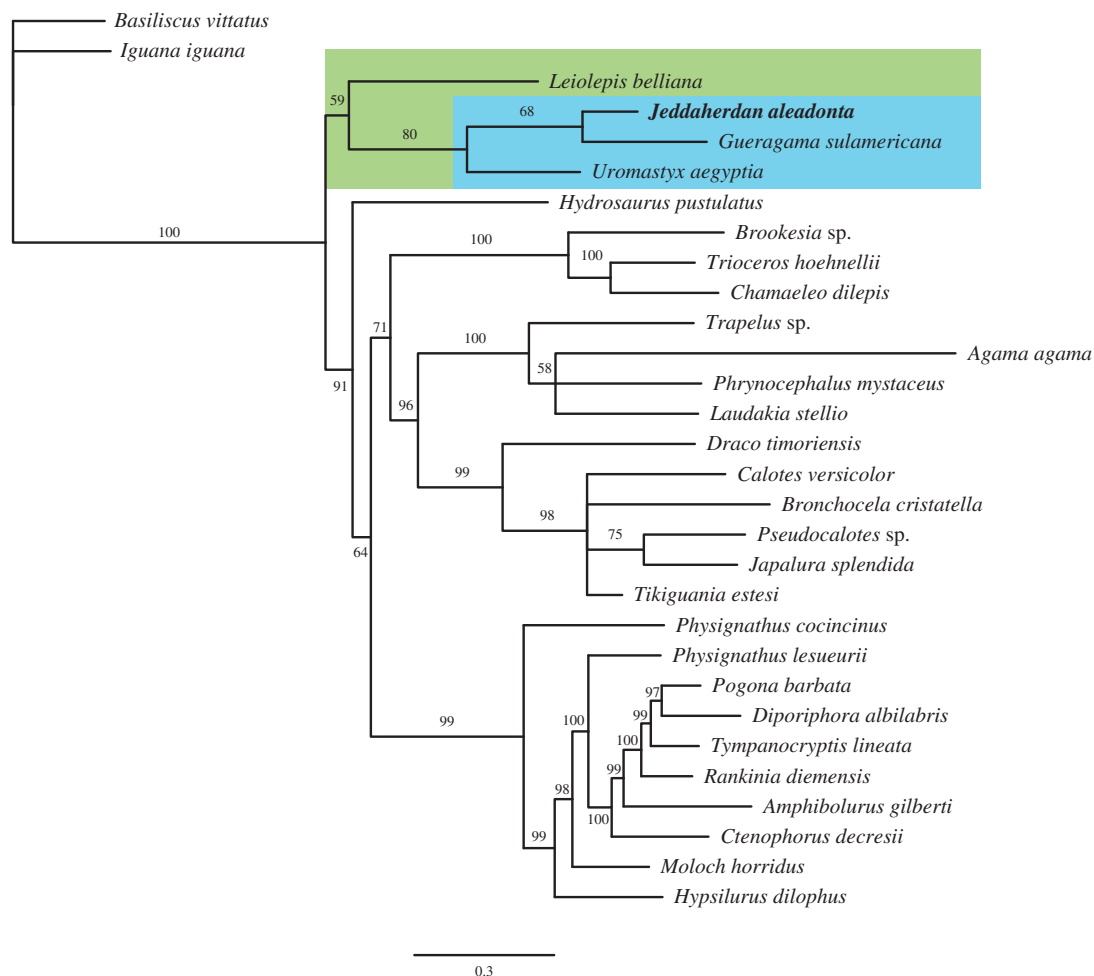 Basiliscus vittatus
Iguana iguana
Leiolepis belliana
59
68
Jeddaherdan aleadonta
80
Gueragama sulamericana
Uromastyx aegyptia
Hydrosaurus pustulatus
100
100
Brookesia sp.
100
Trioceros hoehnellii
Chamaeleo dilepis
71
Trapelus sp.
100
Agama agama
58
91
Phrynocephalus mystaceus
96
Laudakia stellio
Draco timoriensis
99
Calotes versicolor
Bronchocela cristatella
98
75
Pseudocalotes sp.
64
Japalura splendida
Tikiguania estesi
Physignathus cocincinus
Physignathus lesueurii
97
Pogona barbata
99
100
99
Diporiphora albilabris
100
Tympanocryptis lineata
99
Rankinia diemensis
98
Amphibolurus gilberti
100
99
Ctenophorus decresii
Moloch horridus
Hypsilurus dilophus
0.3